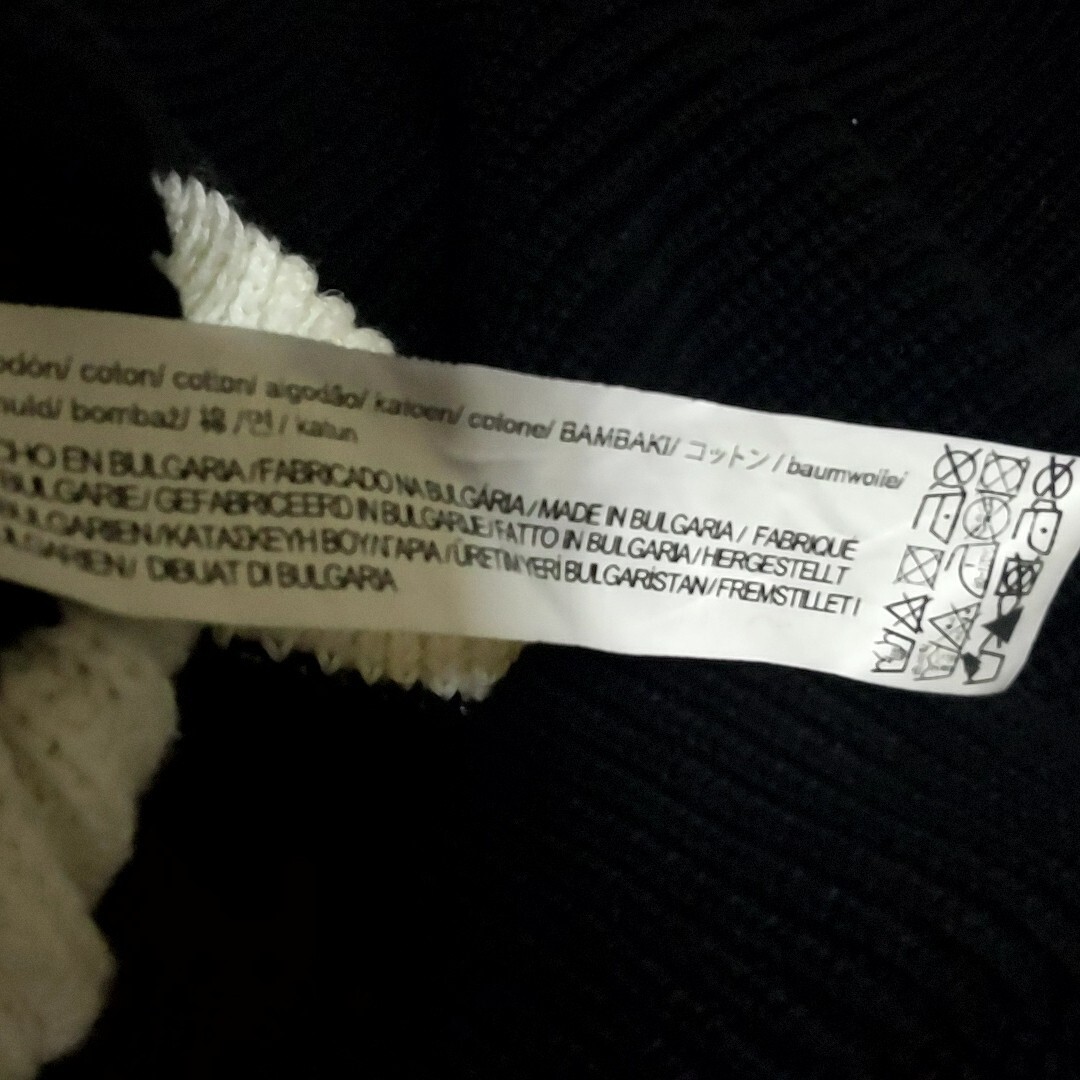 odón/ coton/ cotton/ algodão/ katoen/ cotone/ BAMBAKI/ コットン / baumwolle/
muld/ bombaž/ 棉 /면 / katun
CHO EN BULGARIA /FABRICADO NA BULGÁRIA / MADE IN BULGARIA / FABRIQUÉ
BULGARIE/ GEFABRICEERD IN BULGARIJE/ FATTO IN BULGARIA / HERGESTELLT
BULGARIEN /ΚΑΤΑΣΚΕΥΗ ΒΟΥΛΓΑΡΙΑ / ÜRETIM YERİ BULGARİSTAN / FREMSTILLET I
BULGARIEN / DIBUAT DI BULGARIA